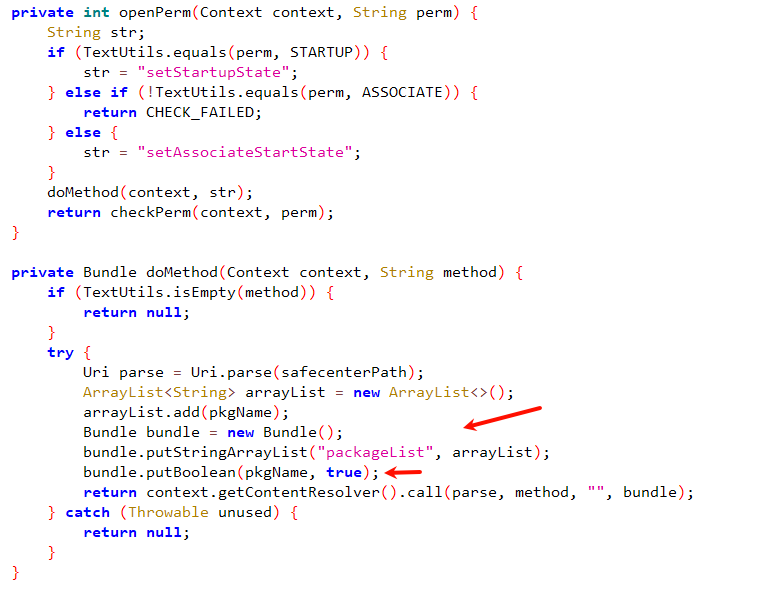 private int openPerm(Context context, String perm) {
    String str;
    if (TextUtils.equals(perm, STARTUP)) {
        str = "setStartupState";
    } else if (!TextUtils.equals(perm, ASSOCIATE)) {
        return CHECK_FAILED;
    } else {
        str = "setAssociateStartState";
    }
    doMethod(context, str);
    return checkPerm(context, perm);
}

private Bundle doMethod(Context context, String method) {
    if (TextUtils.isEmpty(method)) {
        return null;
    }
    try {
        Uri parse = Uri.parse(safecenterPath);
        ArrayList<String> arrayList = new ArrayList<>();
        arrayList.add(pkgName);
        Bundle bundle = new Bundle();
        bundle.putStringArrayList("packageList", arrayList);
        bundle.putBoolean(pkgName, true);
        return context.getContentResolver().call(parse, method, "", bundle);
    } catch (Throwable unused) {
        return null;
    }
}